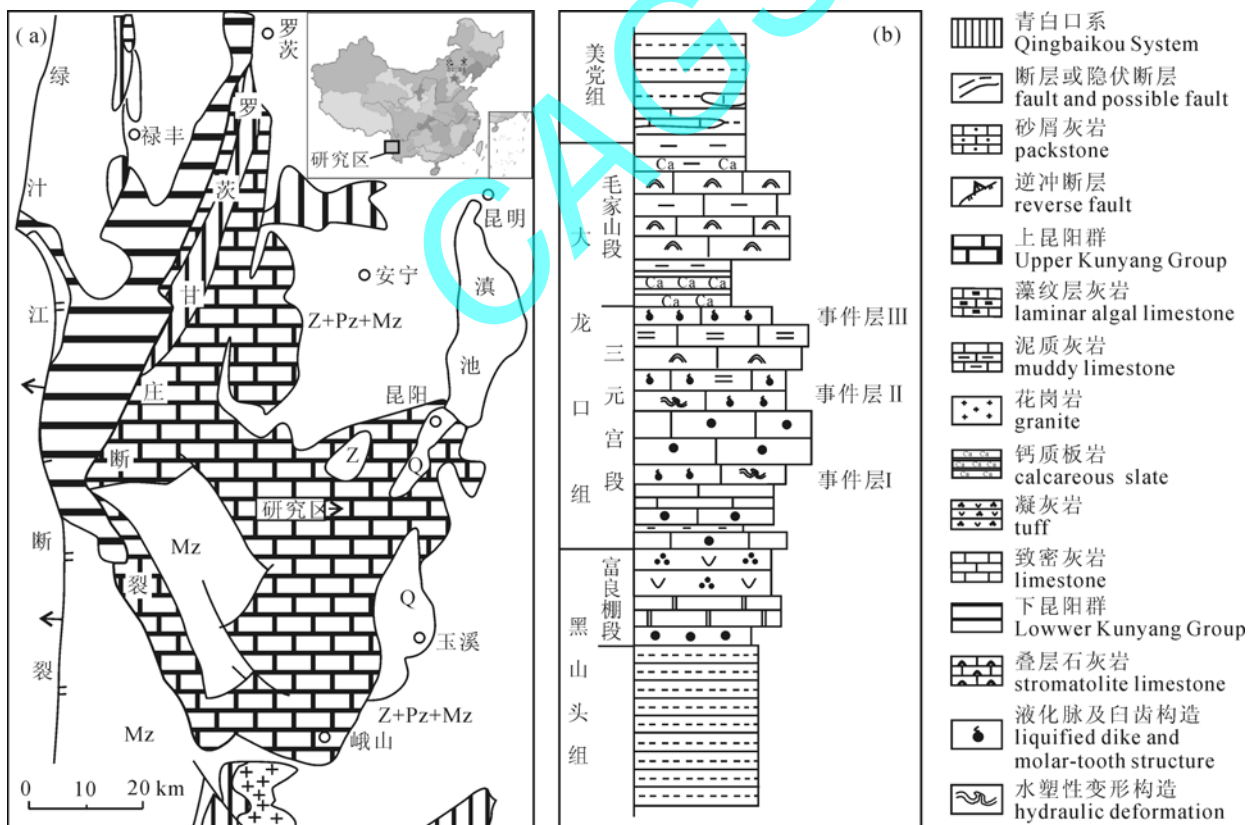 (a)
罗
茨
绿
汁
江
断
裂
禄丰
罗
茨
甘
庄
断
裂
研究区
昆明
安宁
滇
池
Z+Pz+Mz
昆阳
Z
Q
研究区
Mz
Q
玉溪
Z+Pz+Mz
Mz
峨山
0 10 20 km
(b)
美党组
大龙口组
黑山头组
毛家山段
三元宫段
富良棚段
Ca Ca
Ca Ca Ca
Ca Ca
事件层III
事件层II
事件层I
CAGS
青白口系
Qingbaikou System
断层或隐伏断层
fault and possible fault
砂屑灰岩
packstone
逆冲断层
reverse fault
上昆阳群
Upper Kunyang Group
藻纹层灰岩
laminar algal limestone
泥质灰岩
muddy limestone
花岗岩
granite
钙质板岩
calcareous slate
凝灰岩
tuff
致密灰岩
limestone
下昆阳群
Lowwer Kunyang Group
叠层石灰岩
stromatolite limestone
液化脉及臼齿构造
liquified dike and
molar-tooth structure
水塑性变形构造
hydraulic deformation